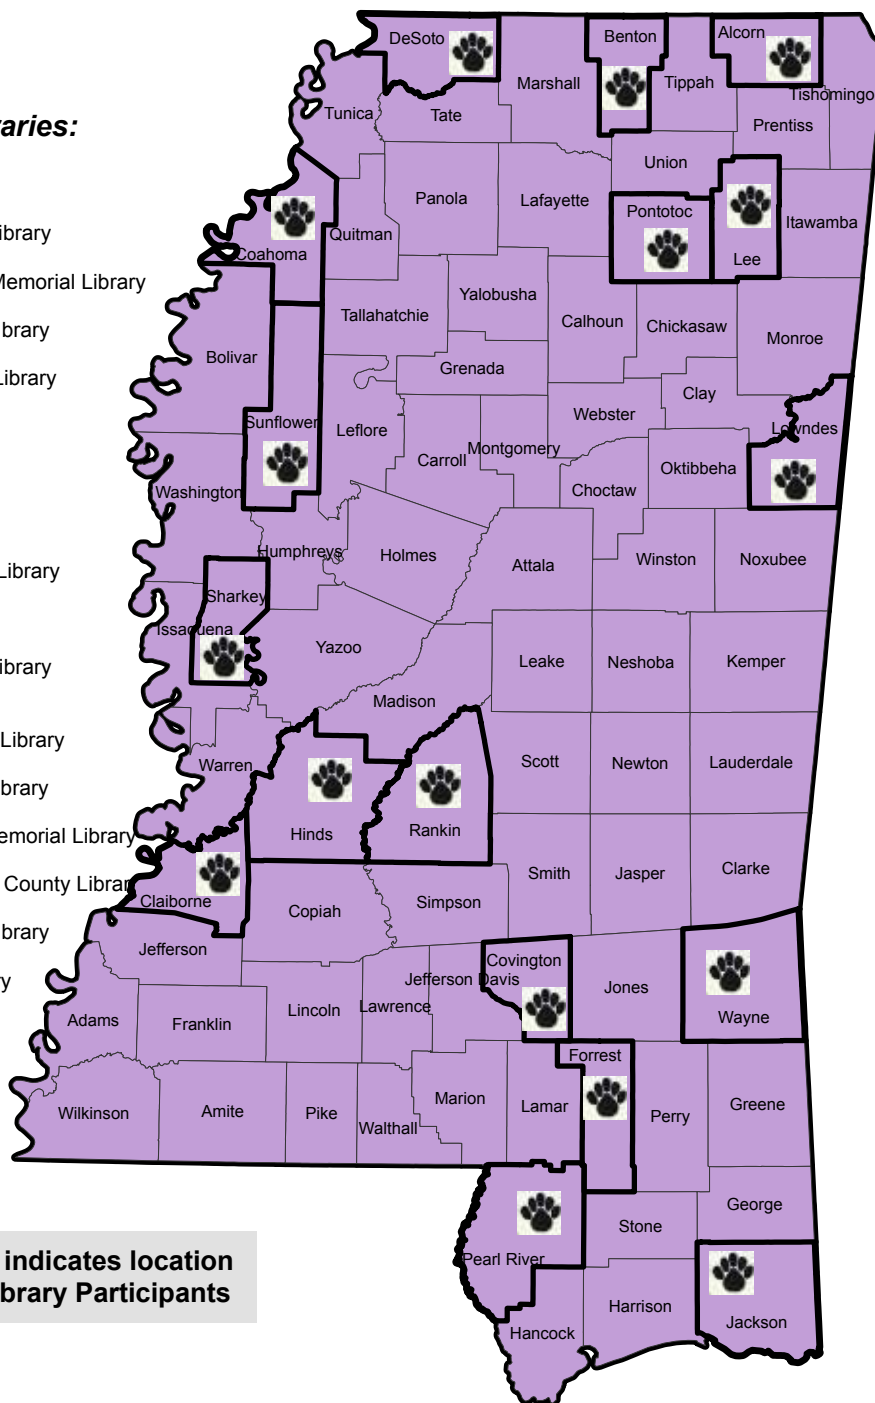 raries:
ibrary
Memorial Library
brary
Library
Library
ibrary
Library
brary
emorial Library
County Library
brary
ry
indicates location
brary Participants
DeSoto
Benton
Alcorn
Marshall
Tippah
Tishomingo
Tunica
Tate
Prentiss
Union
Panola
Lafayette
Pontotoc
Lee
Itawamba
Quitman
Coahoma
Yalobusha
Tallahatchie
Calhoun
Chickasaw
Monroe
Bolivar
Grenada
Clay
Sunflower
Leflore
Webster
Lowndes
Carroll
Montgomery
Oktibbeha
Choctaw
Washington
Humphreys
Holmes
Attala
Winston
Noxubee
Sharkey
Issaquena
Yazoo
Leake
Neshoba
Kemper
Madison
Warren
Scott
Newton
Lauderdale
Hinds
Rankin
Smith
Jasper
Clarke
Claiborne
Copiah
Simpson
Jefferson
Covington
Jefferson Davis
Jones
Wayne
Adams
Franklin
Lincoln
Lawrence
Forrest
Wilkinson
Amite
Pike
Walthall
Marion
Lamar
Perry
Greene
George
Stone
Pearl River
Harrison
Jackson
Hancock